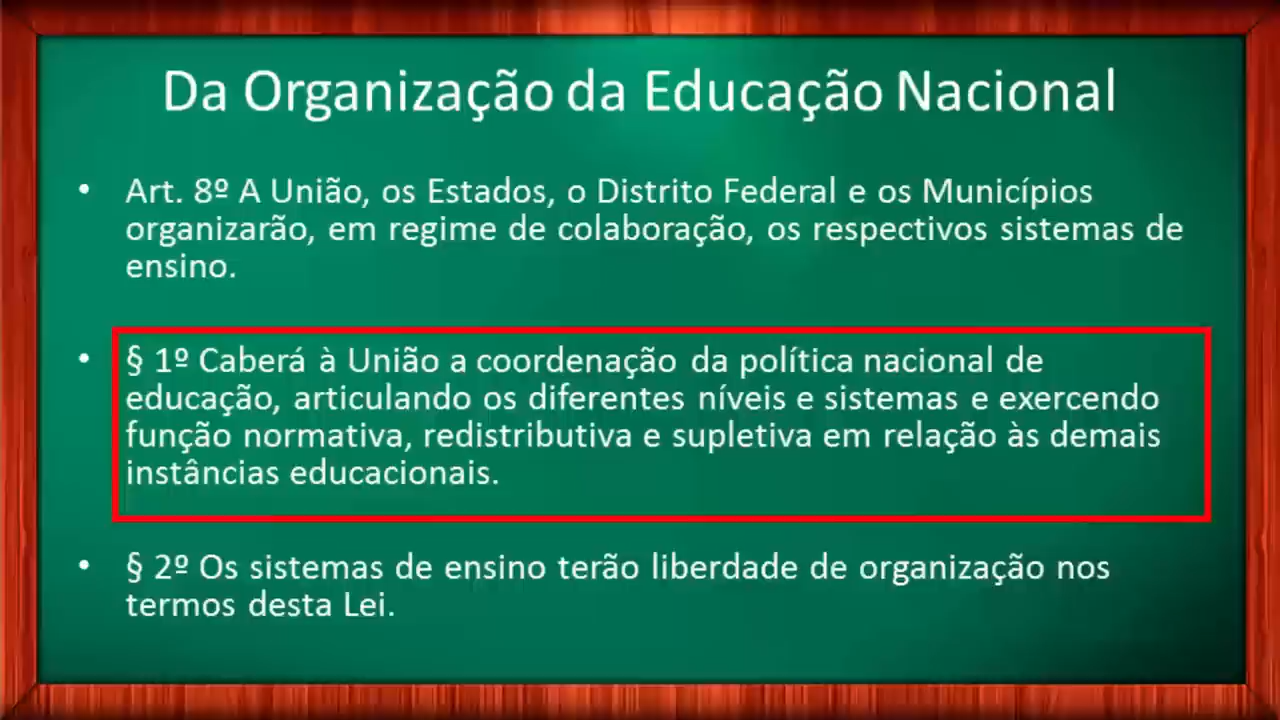 Da Organização da Educação Nacional
• Art. 8º A União, os Estados, o Distrito Federal e os Municípios
organizarão, em regime de colaboração, os respectivos sistemas de
ensino.
• § 1º Caberá à União a coordenação da política nacional de
educação, articulando os diferentes níveis e sistemas e exercendo
função normativa, redistributiva e supletiva em relação às demais
instâncias educacionais.
• § 2º Os sistemas de ensino terão liberdade de organização nos
termos desta Lei.